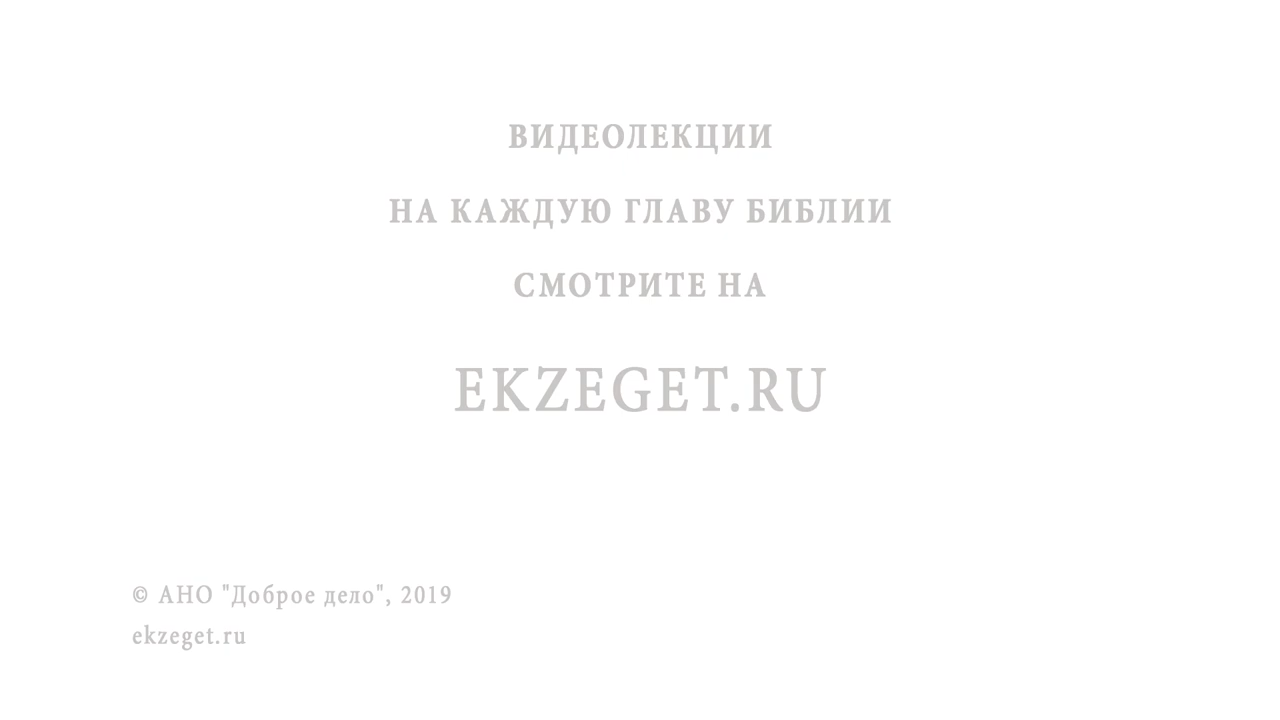 ВИДЕОЛЕКЦИИ
НА КАЖДУЮ ГЛАВУ БИБЛИИ
СМОТРИТЕ НА
EKZEGET.RU
© АНО "Доброе дело", 2019
ekzeget.ru